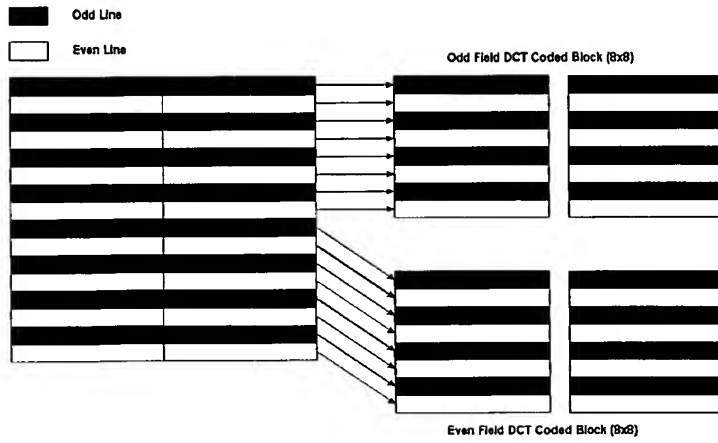 Odd Line
Even Line
Odd Field DCT Coded Block (8x8)
Even Field DCT Coded Block (8x8)